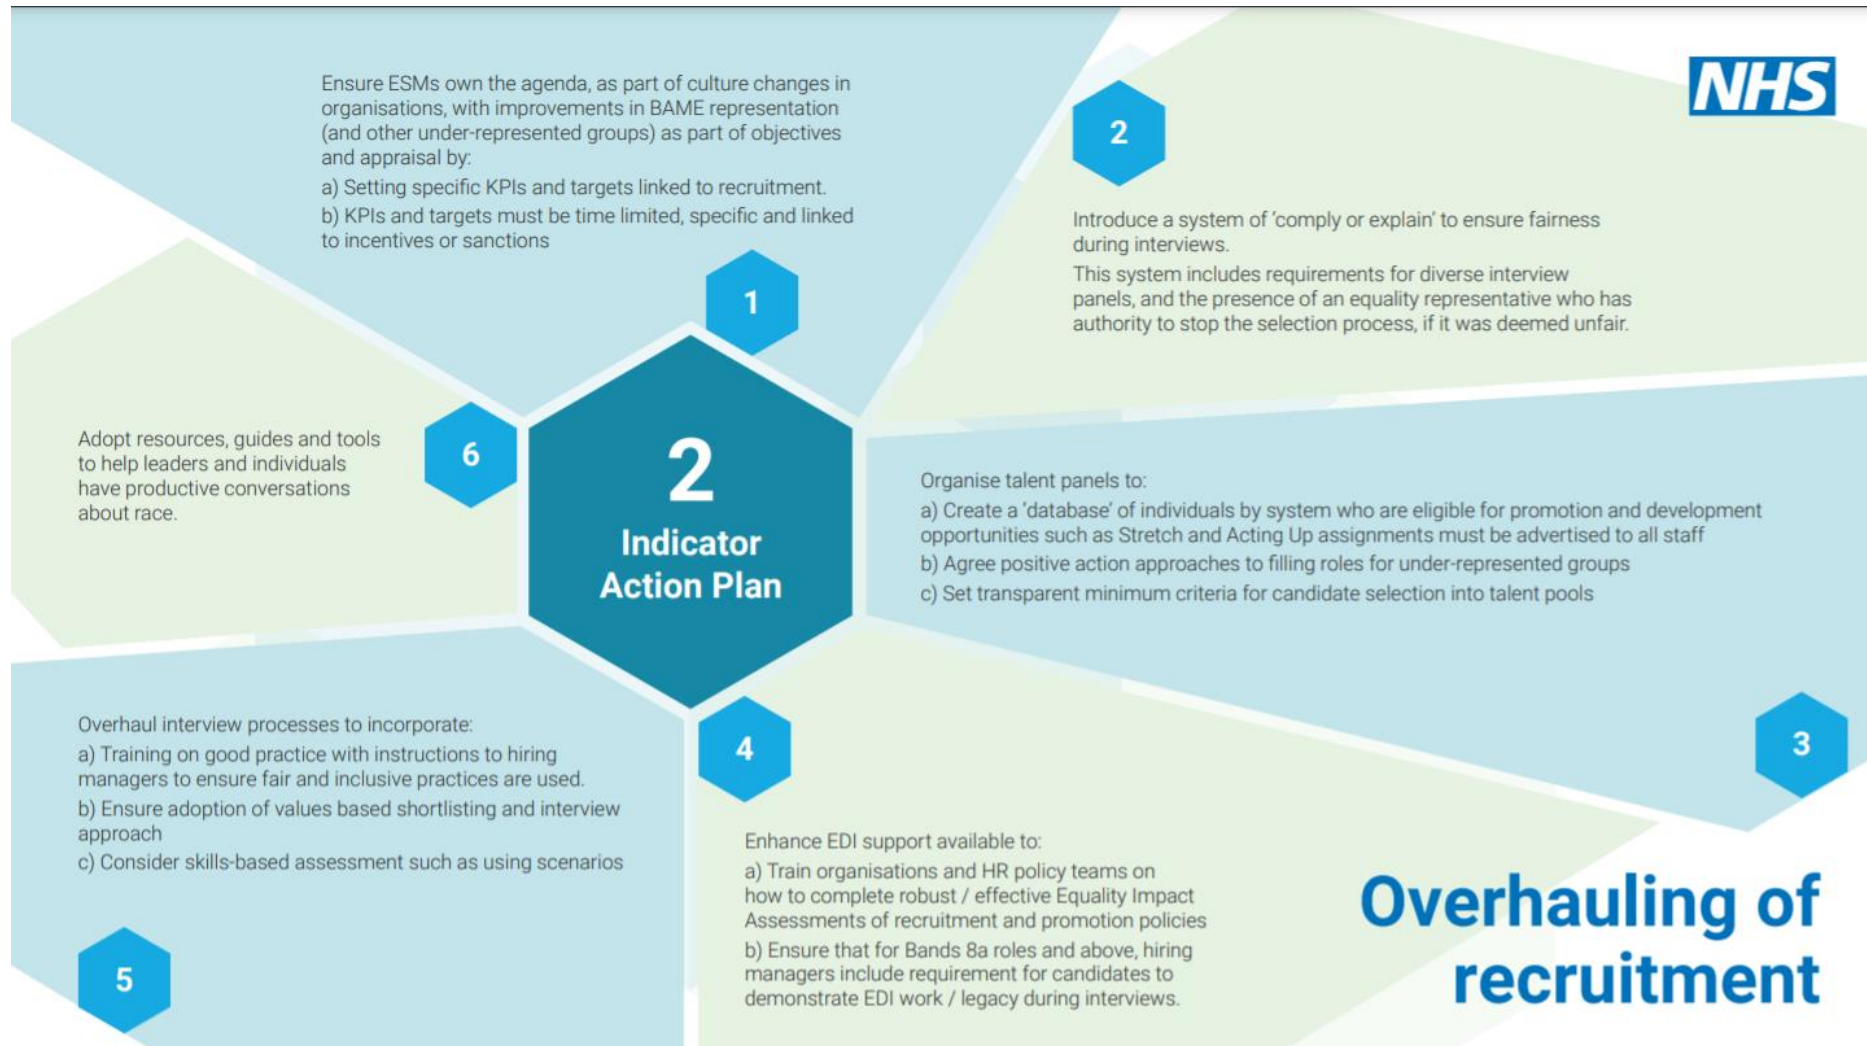 NHS
Ensure ESMs own the agenda, as part of culture changes in
organisations, with improvements in BAME representation
(and other under-represented groups) as part of objectives
and appraisal by:
a) Setting specific KPIs and targets linked to recruitment.
b) KPIs and targets must be time limited, specific and linked
to incentives or sanctions
1
2
Introduce a system of ‘comply or explain’ to ensure fairness
during interviews.
This system includes requirements for diverse interview
panels, and the presence of an equality representative who has
authority to stop the selection process, if it was deemed unfair.
Organise talent panels to:
a) Create a ‘database’ of individuals by system who are eligible for promotion and development
opportunities such as Stretch and Acting Up assignments must be advertised to all staff
b) Agree positive action approaches to filling roles for under-represented groups
c) Set transparent minimum criteria for candidate selection into talent pools
3
4
Enhance EDI support available to:
a) Train organisations and HR policy teams on
how to complete robust / effective Equality Impact
Assessments of recruitment and promotion policies
b) Ensure that for Bands 8a roles and above, hiring
managers include requirement for candidates to
demonstrate EDI work / legacy during interviews.
Overhaul interview processes to incorporate:
a) Training on good practice with instructions to hiring
managers to ensure fair and inclusive practices are used.
b) Ensure adoption of values based shortlisting and interview
approach
c) Consider skills-based assessment such as using scenarios
5
Adopt resources, guides and tools
to help leaders and individuals
have productive conversations
about race.
6
2
Indicator
Action Plan
Overhauling of
recruitment